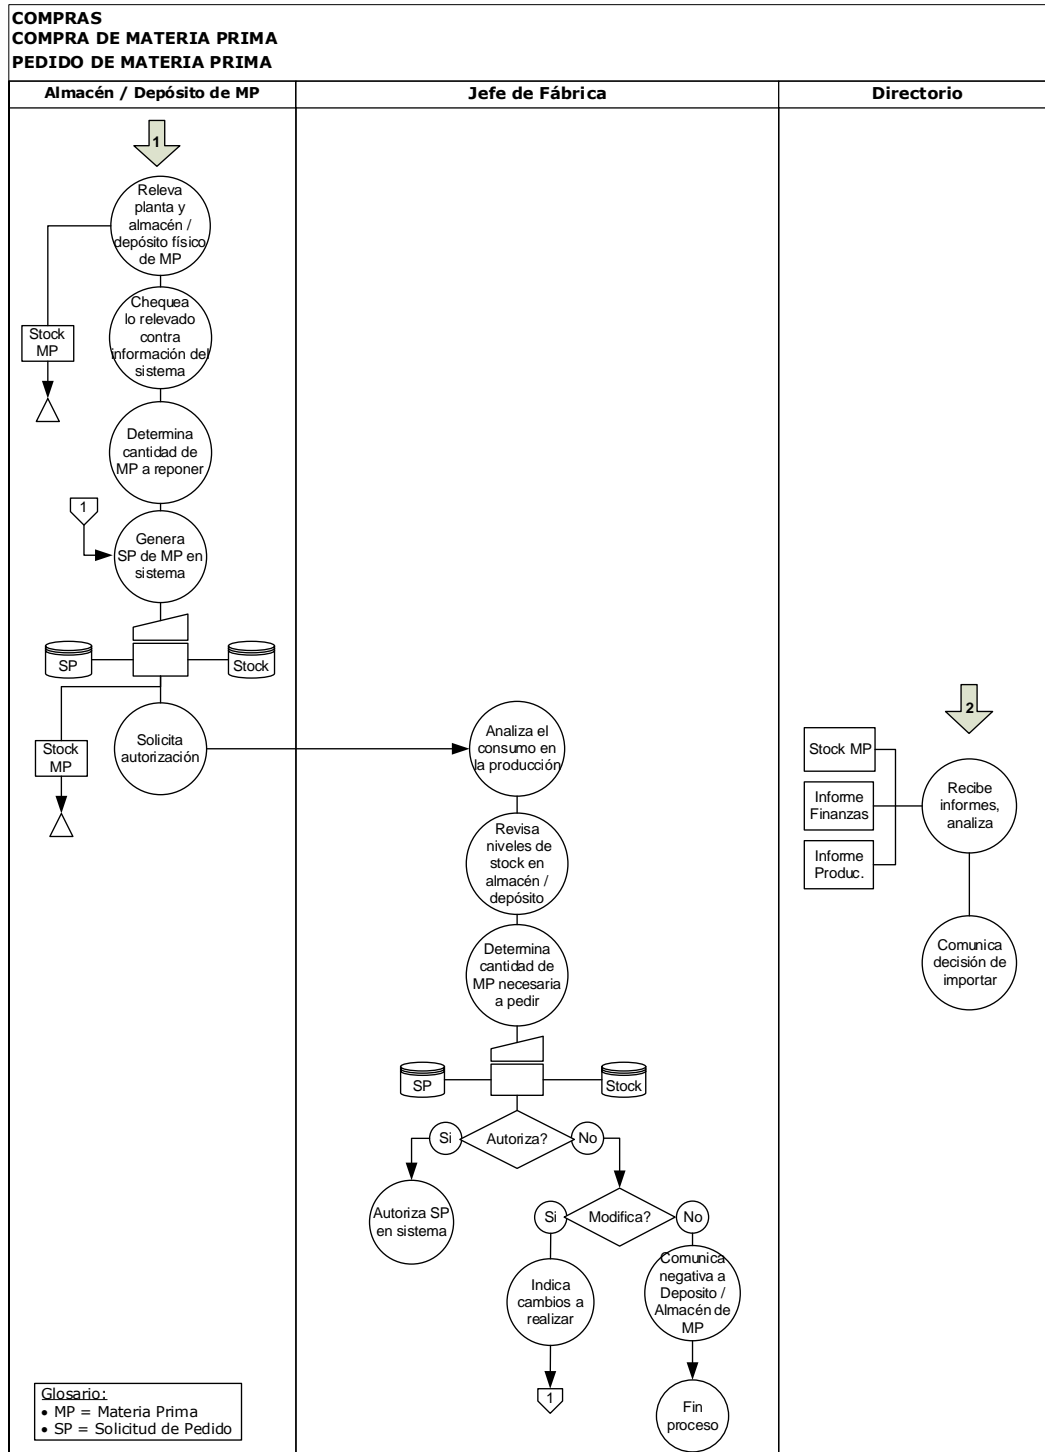 COMPRAS
COMPRA DE MATERIA PRIMA
PEDIDO DE MATERIA PRIMA
Almacén / Depósito de MP
Jefe de Fábrica
Directorio
1
Releva
planta y
almacén /
depósito físico
de MP
Chequea
lo relevado
contra
información del
sistema
Stock
MP
Determina
cantidad de
MP a reponer
1
Genera
SP de MP en
sistema
SP
Stock
Stock
MP
Solicita
autorización
Analiza el
consumo en
la producción
Revisa
niveles de
stock en
almacén /
depósito
Determina
cantidad de
MP necesaria
a pedir
SP
Stock
Si
Autoriza?
No
Autoriza SP
en sistema
Si
Modifica?
No
Indica
cambios a
realizar
Comunica
negativa a
Deposito /
Almacén de
MP
1
Fin
proceso
2
Stock MP
Informe
Finanzas
Informe
Produc.
Recibe
informes,
analiza
Comunica
decisión de
importar
Glosario:
• MP = Materia Prima
• SP = Solicitud de Pedido